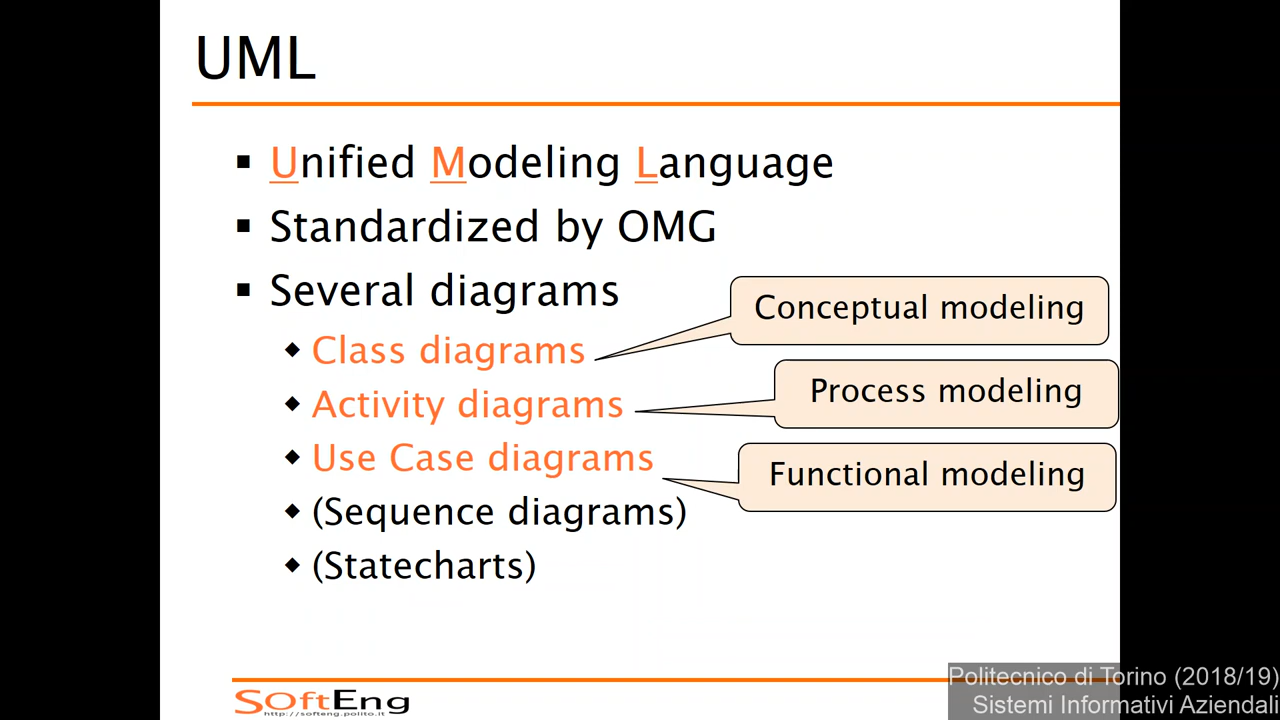 UML
Unified Modeling Language
Standardized by OMG
Several diagrams
Class diagrams
Conceptual modeling
Activity diagrams
Process modeling
Use Case diagrams
Functional modeling
(Sequence diagrams)
(Statecharts)
SoftEng
http://softeng.polito.it
Politecnico di Torino (2018/19)
Sistemi Informativi Aziendali